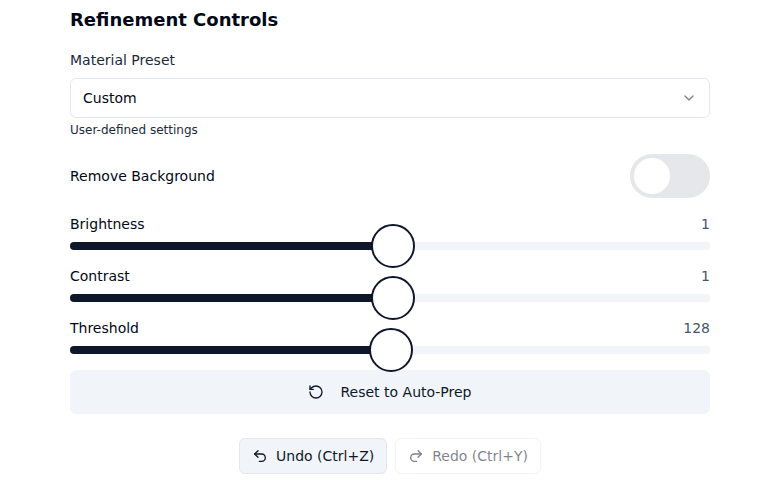 Refinement Controls
Material Preset
Custom
User-defined settings
Remove Background
Brightness 1
Contrast 1
Threshold 128
Reset to Auto-Prep
Undo (Ctrl+Z) Redo (Ctrl+Y)